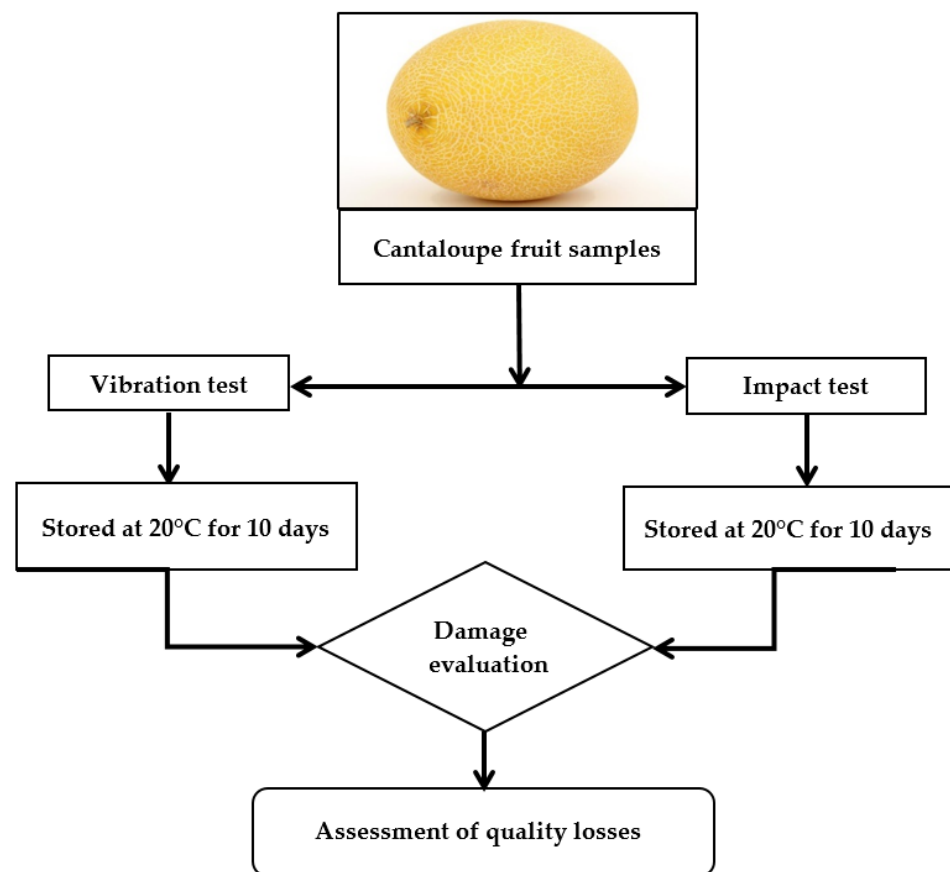 Cantaloupe fruit samples
Vibration test
Impact test
Stored at 20°C for 10 days
Stored at 20°C for 10 days
Damage
evaluation
Assessment of quality losses